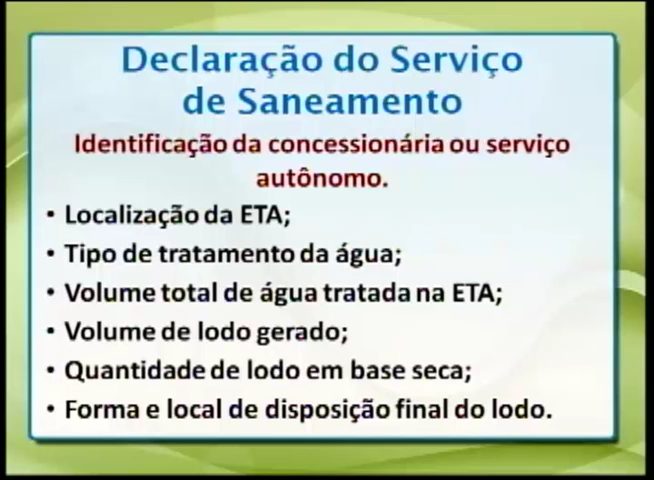 Declaração do Serviço
de Saneamento
Identificação da concessionária ou serviço
autônomo.
• Localização da ETA;
• Tipo de tratamento da água;
• Volume total de água tratada na ETA;
• Volume de lodo gerado;
• Quantidade de lodo em base seca;
• Forma e local de disposição final do lodo.